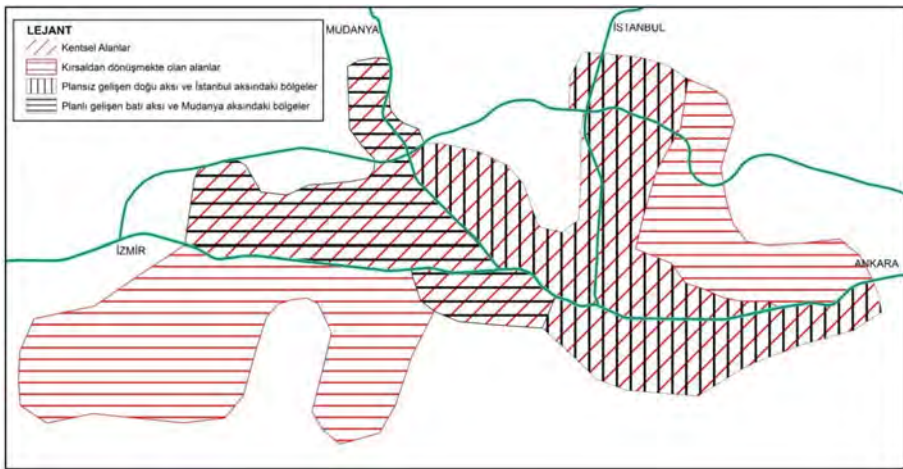 LEJANT
Kentsel Alanlar
Kırsaldan dönüşmekte olan alanlar
Plansız gelişen doğu aksı ve İstanbul aksındaki bölgeler
Planlı gelişen batı aksı ve Mudanya aksındaki bölgeler
MUDANYA
İSTANBUL
İZMİR
ANKARA